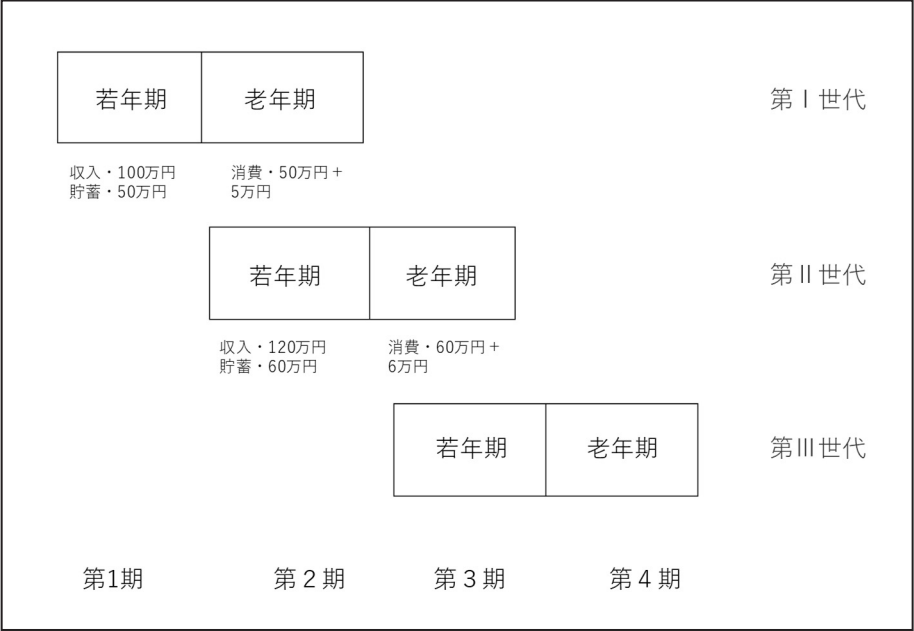 若年期 老年期 第Ⅰ世代
収入・100万円 消費・50万円＋
貯蓄・50万円 5万円
若年期 老年期 第Ⅱ世代
収入・120万円 消費・60万円＋
貯蓄・60万円 6万円
若年期 老年期 第Ⅲ世代
第1期 第２期 第３期 第４期